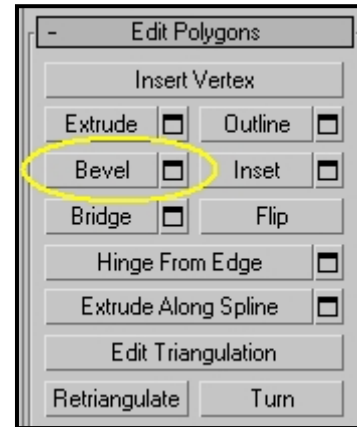 - Edit Polygons
Insert Vertex
Extrude Outline
Bevel Inset
Bridge Flip
Hinge From Edge
Extrude Along Spline
Edit Triangulation
Retriangulate Turn